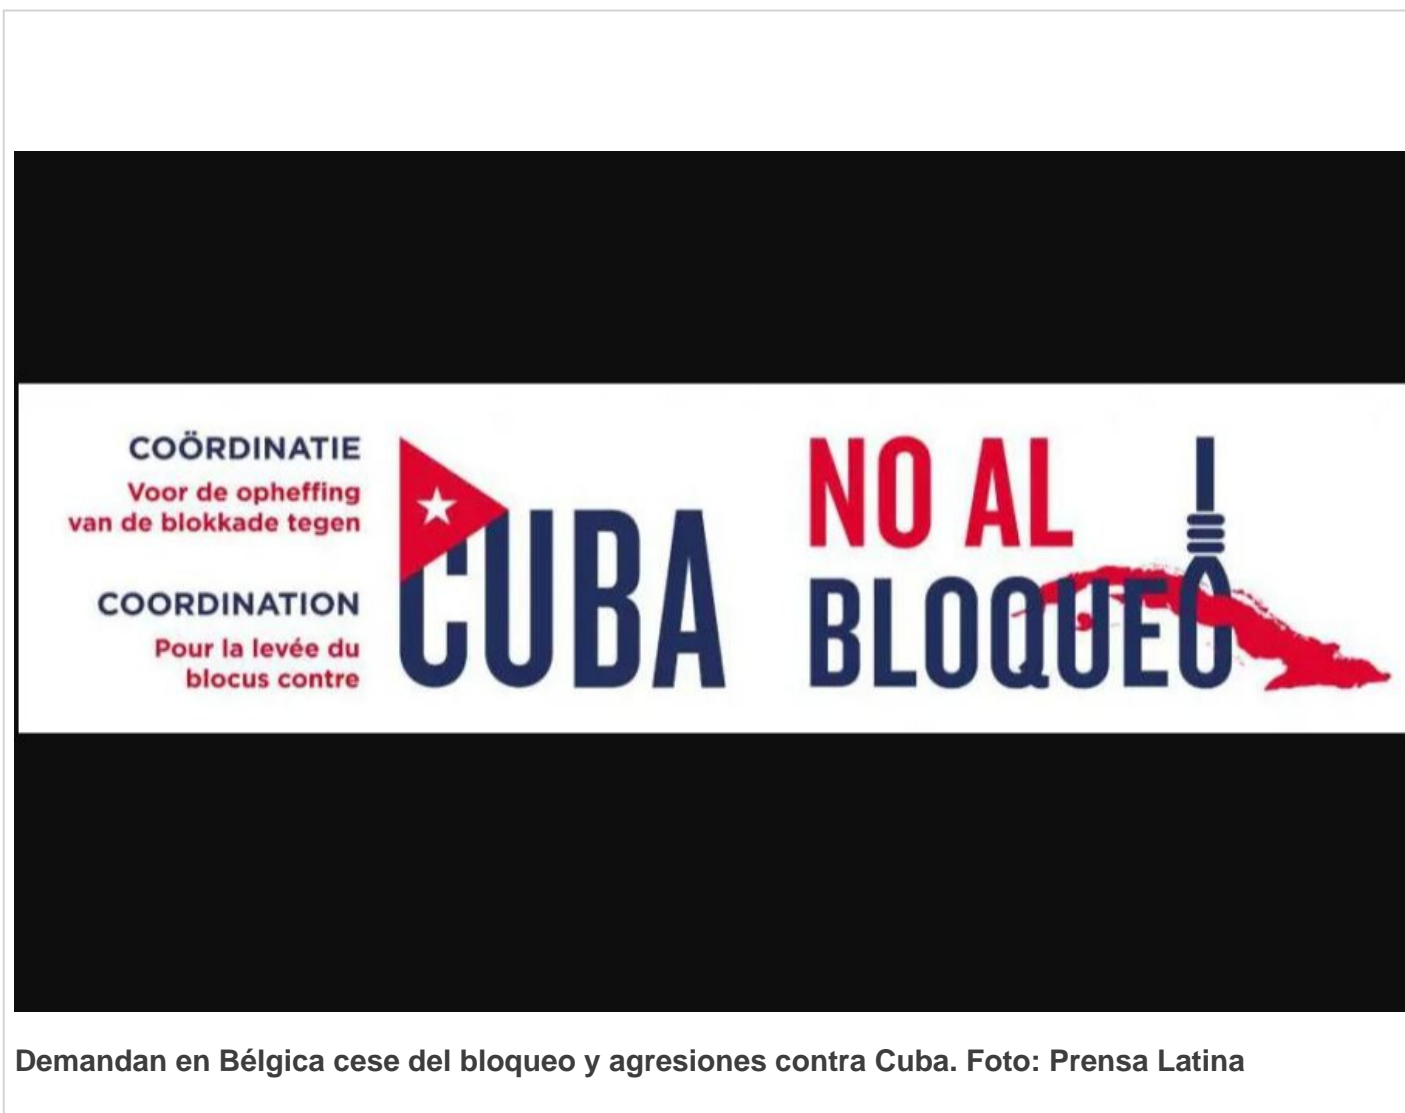 COÖRDINATIE
Voor de opheffing
van de blokkade tegen
COORDINATION
Pour la levée du
blocus contre
CUBA
NO AL
BLOQUEO
Demandan en Bélgica cese del bloqueo y agresiones contra Cuba. Foto: Prensa Latina